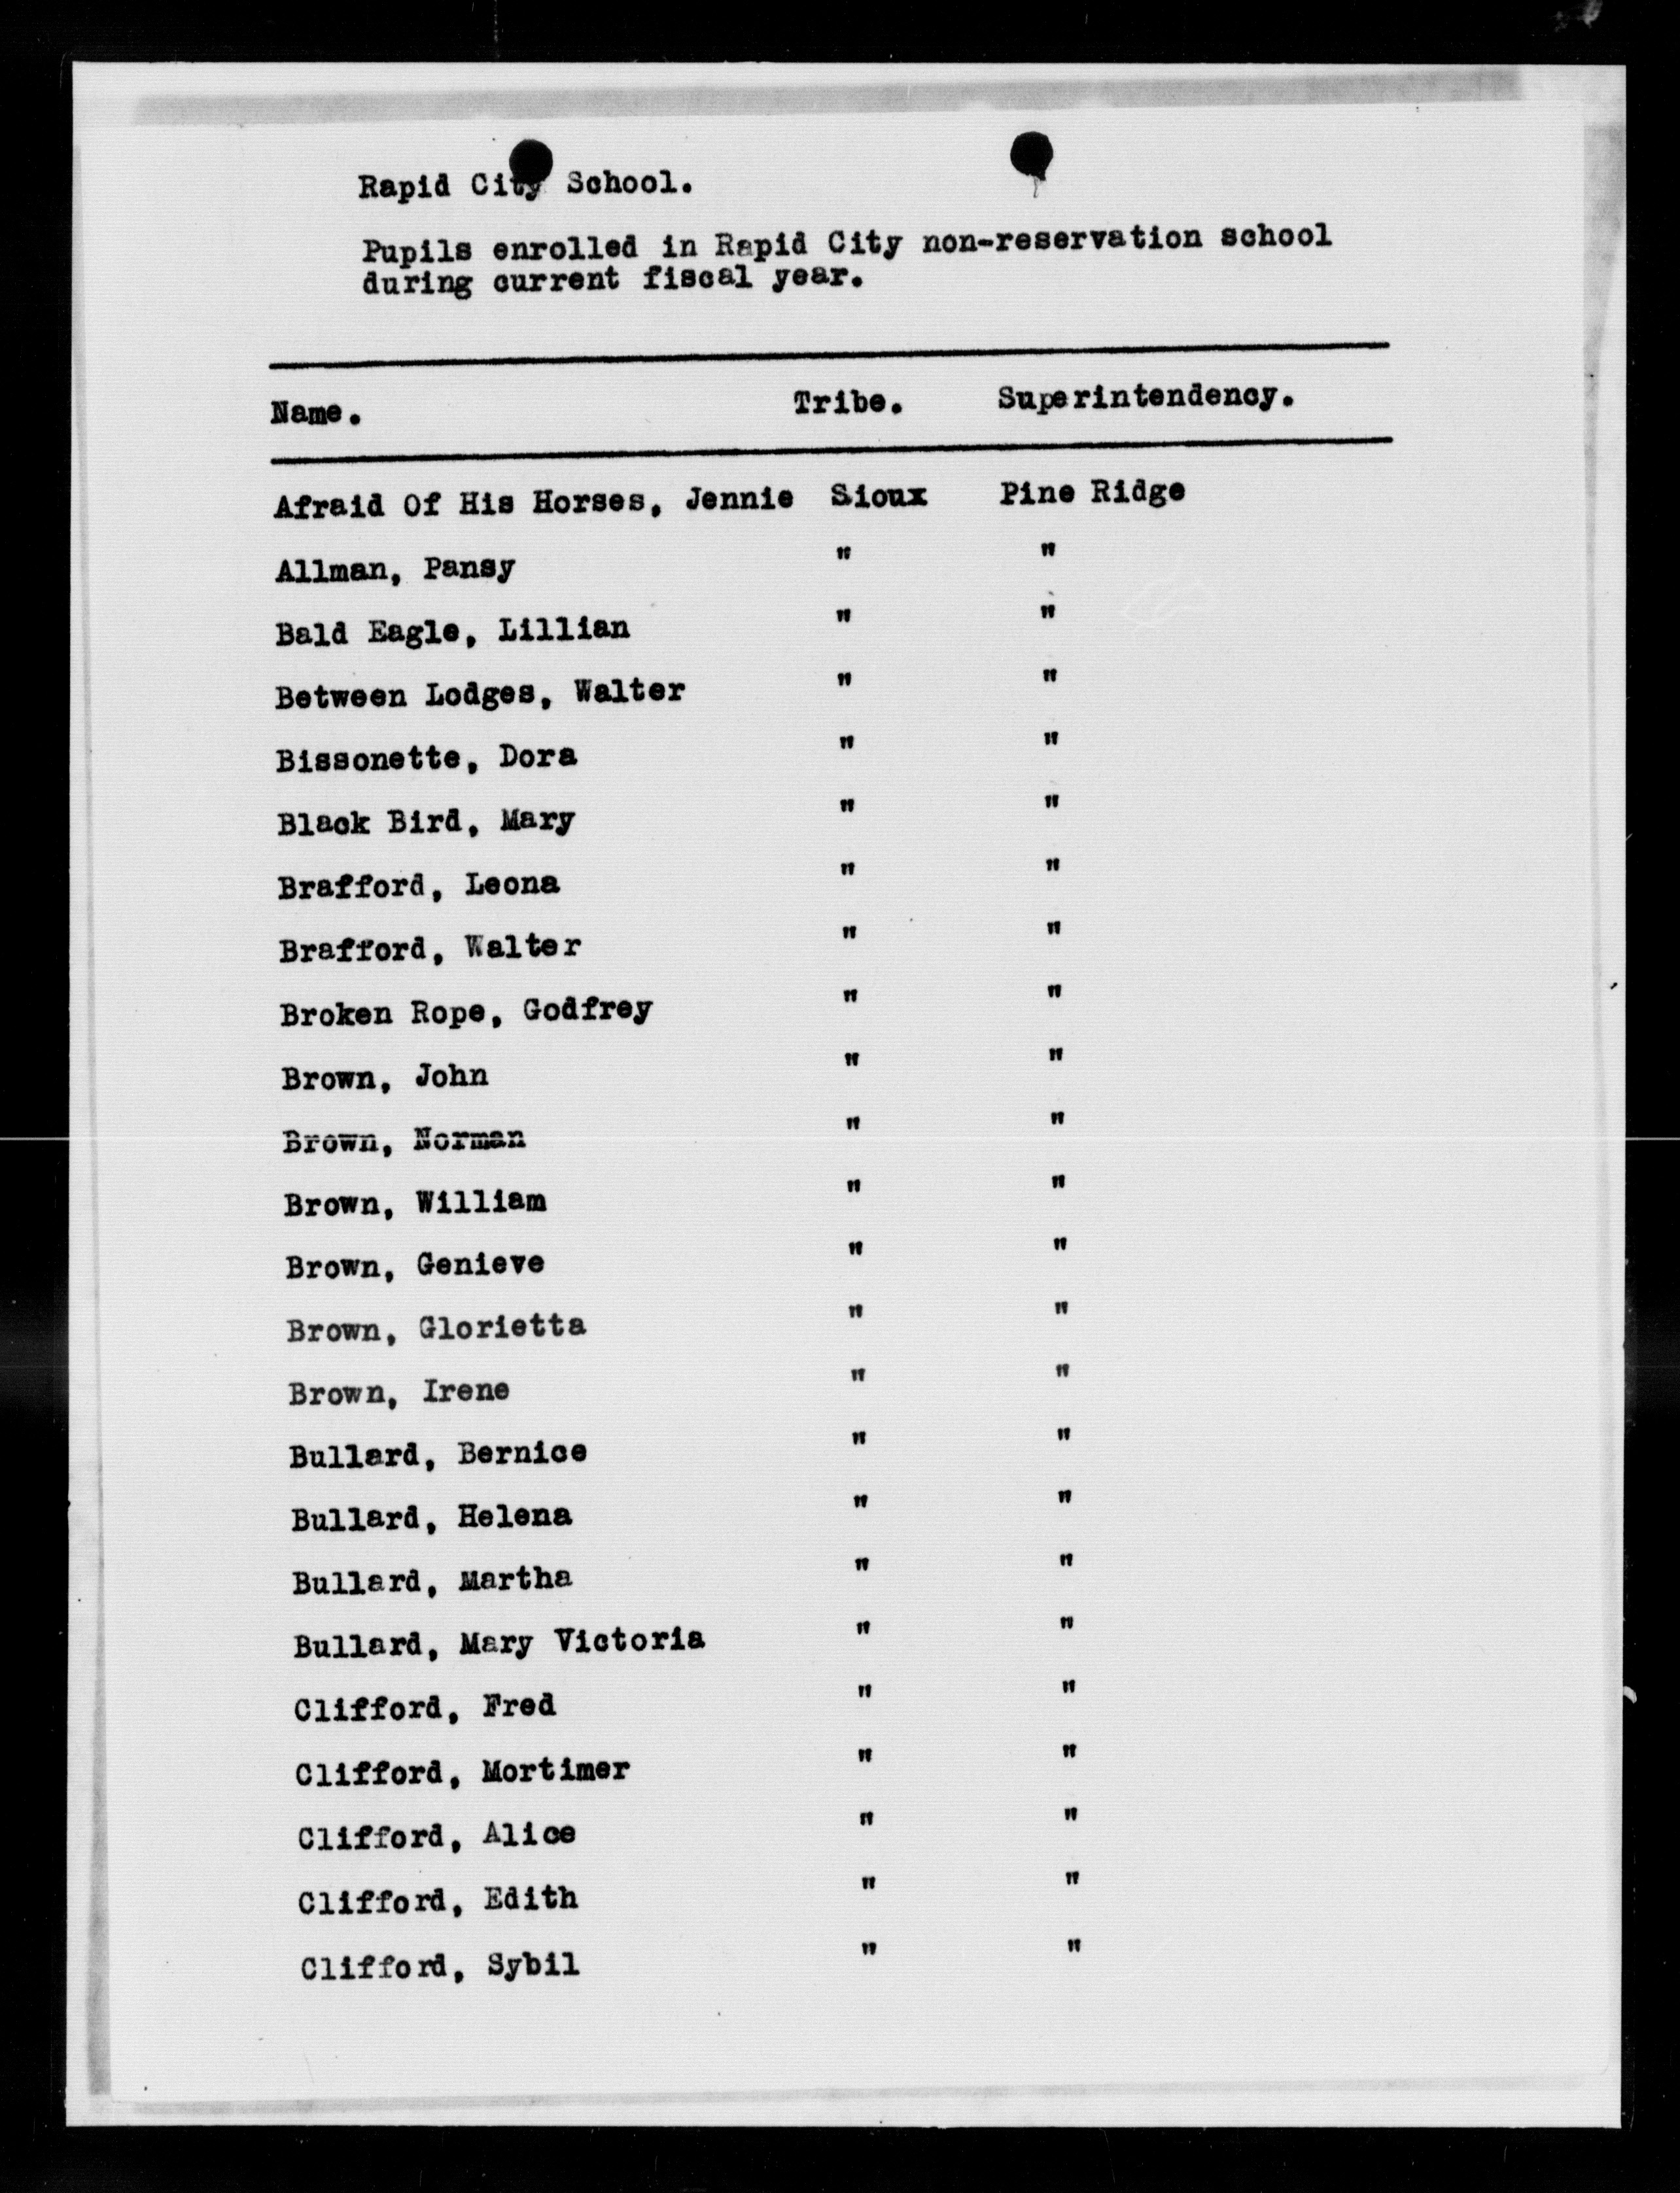 Rapid City School.
Pupils enrolled in Rapid City non-reservation school
during current fiscal year.
Name. Tribe. Superintendency.
Afraid Of His Horses, Jennie Sioux Pine Ridge
Allman, Pansy " "
Bald Eagle, Lillian " "
Between Lodges, Walter " "
Bissonette, Dora " "
Black Bird, Mary " "
Brafford, Leona " "
Brafford, Walter " "
Broken Rope, Godfrey " "
Brown, John " "
Brown, Norman " "
Brown, William " "
Brown, Genieve " "
Brown, Glorietta " "
Brown, Irene " "
Bullard, Bernice " "
Bullard, Helena " "
Bullard, Martha " "
Bullard, Mary Victoria " "
Clifford, Fred " "
Clifford, Mortimer " "
Clifford, Alice " "
Clifford, Edith " "
Clifford, Sybil " "